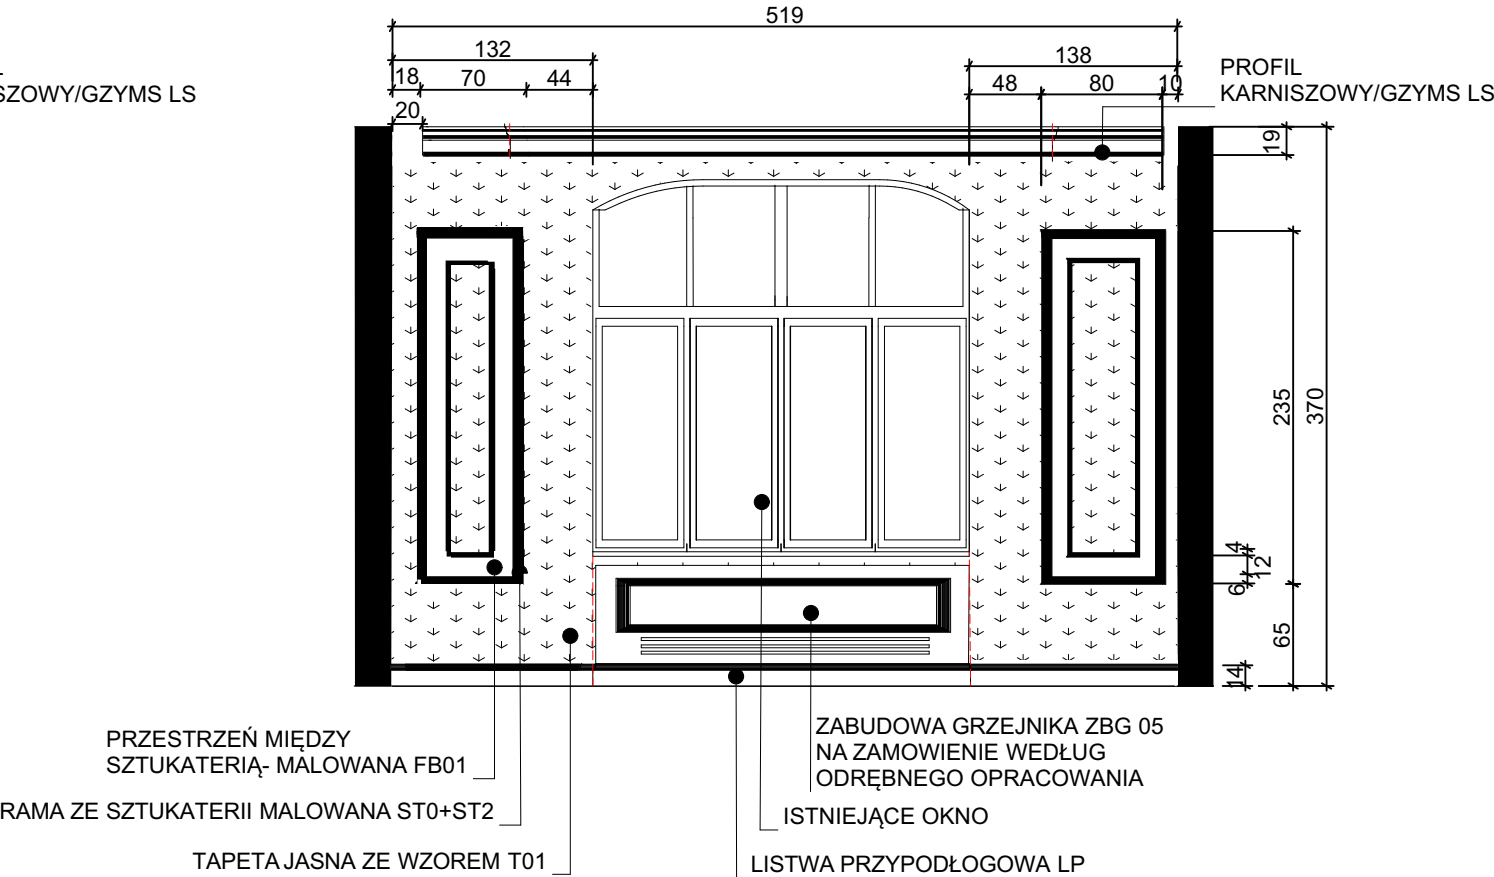 519
132
138
18
70
44
48
80
10
20
SZOWY/GZYMS LS
PROFIL
KARNISZOWY/GZYMS LS
19
235
370
4
12
6
65
14
PRZESTRZEŃ MIĘDZY
SZTUKATERIĄ- MALOWANA FB01
RAMA ZE SZTUKATERII MALOWANA ST0+ST2
TAPETA JASNA ZE WZOREM T01
ZABUDOWA GRZEJNIKA ZBG 05
NA ZAMOWIENIE WEDŁUG
ODRĘBNEGO OPRACOWANIA
ISTNIEJĄCE OKNO
LISTWA PRZYPODŁOGOWA LP